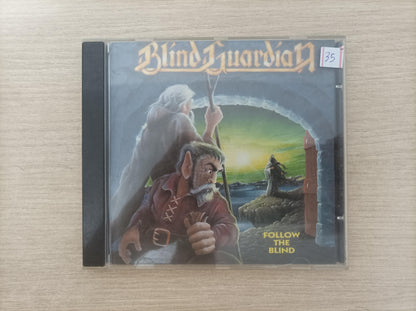 Blind Guardian
35
FOLLOW
THE
BLIND